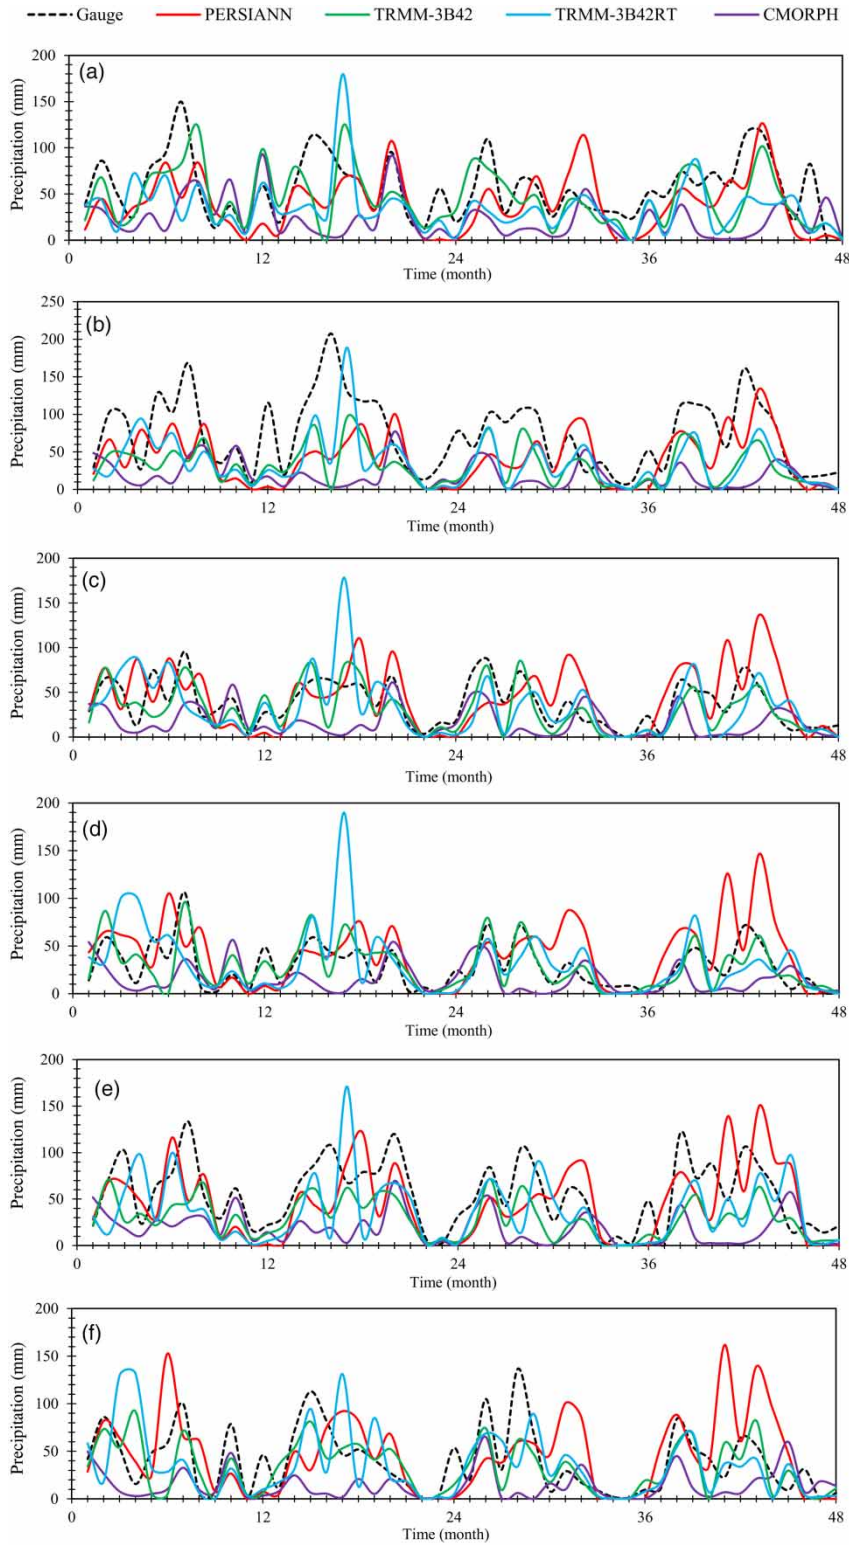 Gauge PERSIANN TRMM-3B42 TRMM-3B42RT CMORPH
(a)
Precipitation (mm)
200
150
100
50
0
0 12 24 36 48
Time (month)
(b)
Precipitation (mm)
250
200
150
100
50
0
0 12 24 36 48
Time (month)
(c)
Precipitation (mm)
200
150
100
50
0
0 12 24 36 48
Time (month)
(d)
Precipitation (mm)
200
150
100
50
0
0 12 24 36 48
Time (month)
(e)
Precipitation (mm)
200
150
100
50
0
0 12 24 36 48
Time (month)
(f)
Precipitation (mm)
200
150
100
50
0
0 12 24 36 48
Time (month)